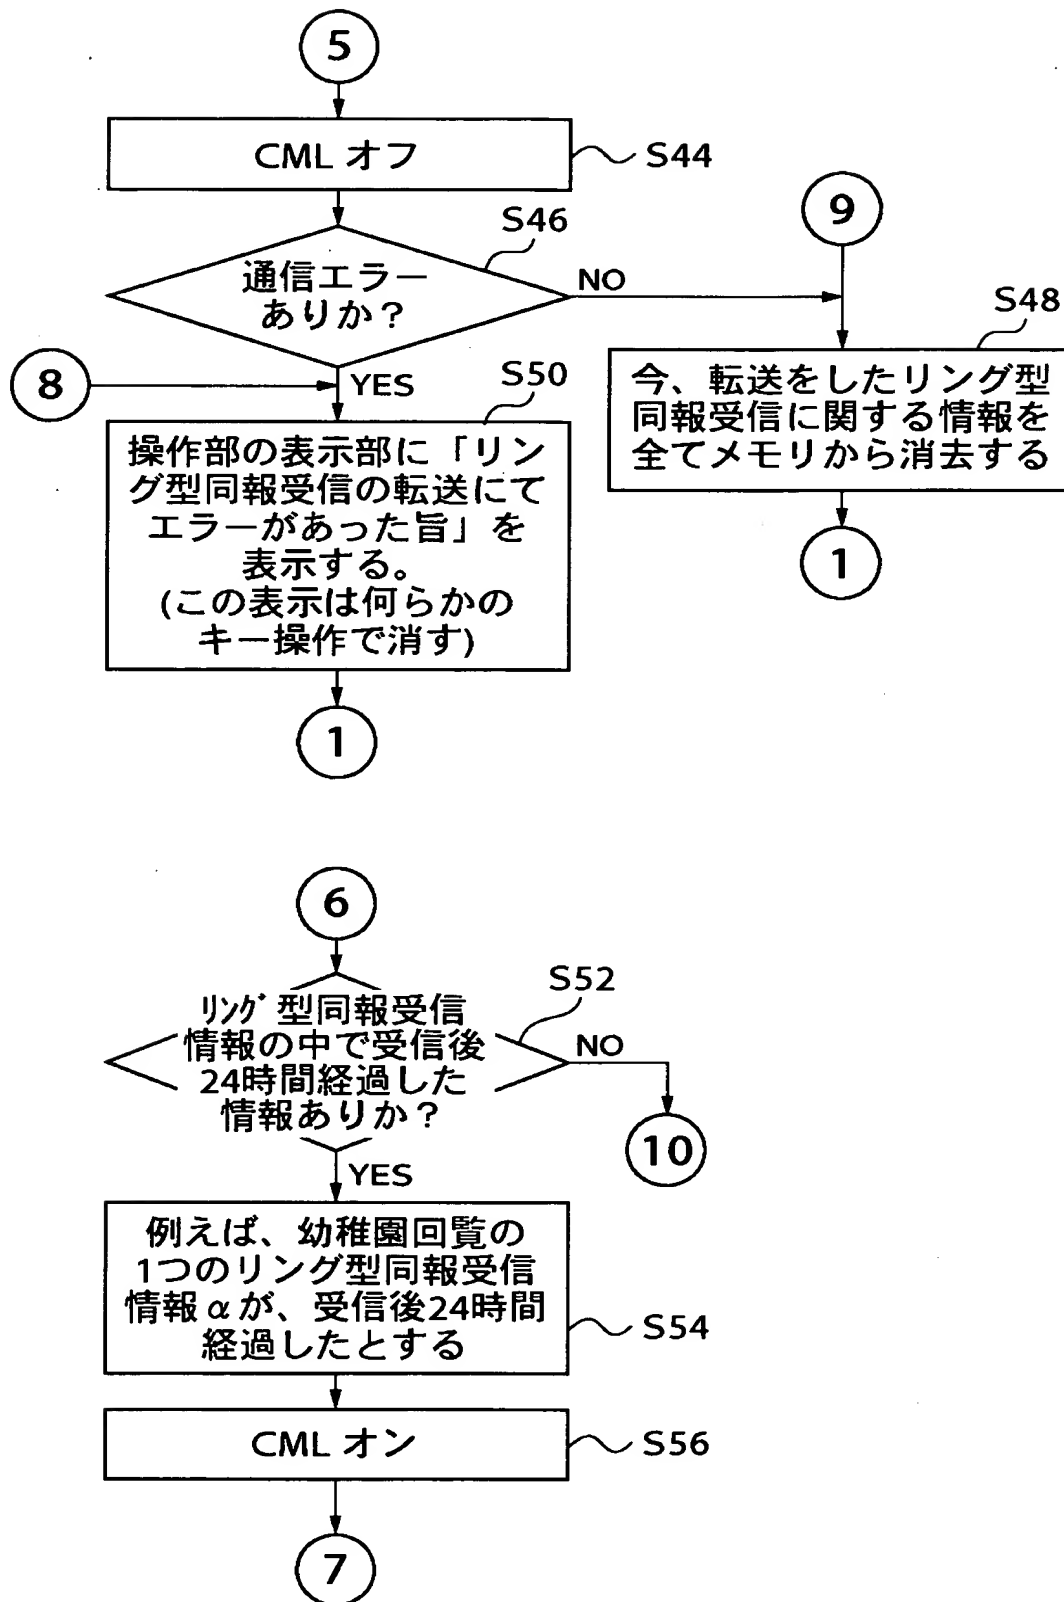 5
CML オフ
S44
9
S46
通信エラー
ありか？
NO
S48
8
YES
S50
今、転送をしたリング型
同報受信に関する情報を
全てメモリから消去する
操作部の表示部に「リン
グ型同報受信の転送にて
エラーがあった旨」を
表示する。
(この表示は何らかの
キー操作で消す)
1
1
6
S52
ﾘﾝｸﾞ型同報受信
情報の中で受信後
24時間経過した
情報ありか？
NO
10
YES
例えば、幼稚園回覧の
1つのリング型同報受信
情報αが、受信後24時間
経過したとする
S54
CML オン
S56
7